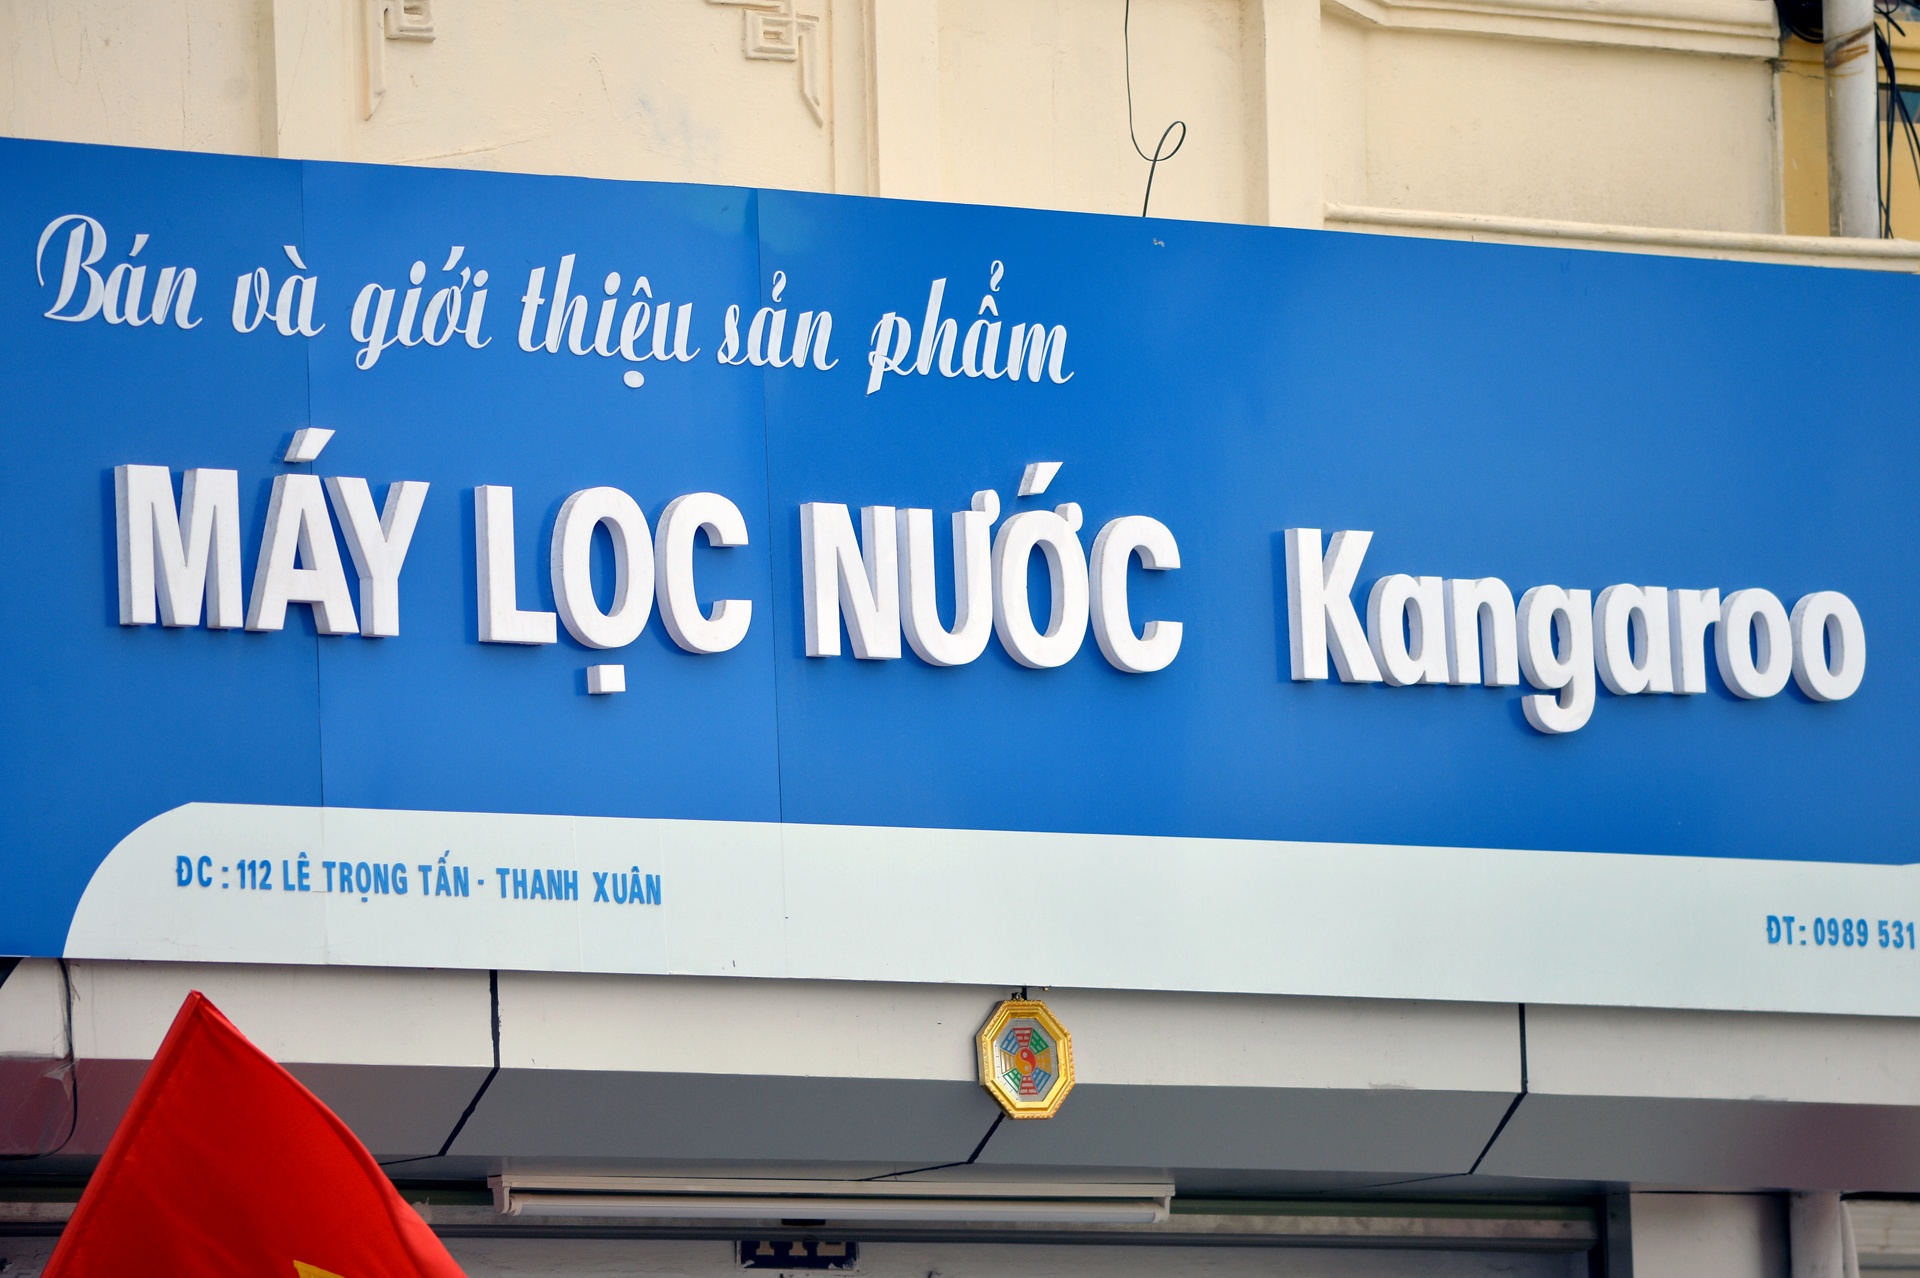 Bán và giới thiệu sản phẩm
MÁY LỌC NƯỚC Kangaroo
ĐC : 112 LÊ TRỌNG TẤN - THANH XUÂN
ĐT: 0989 531